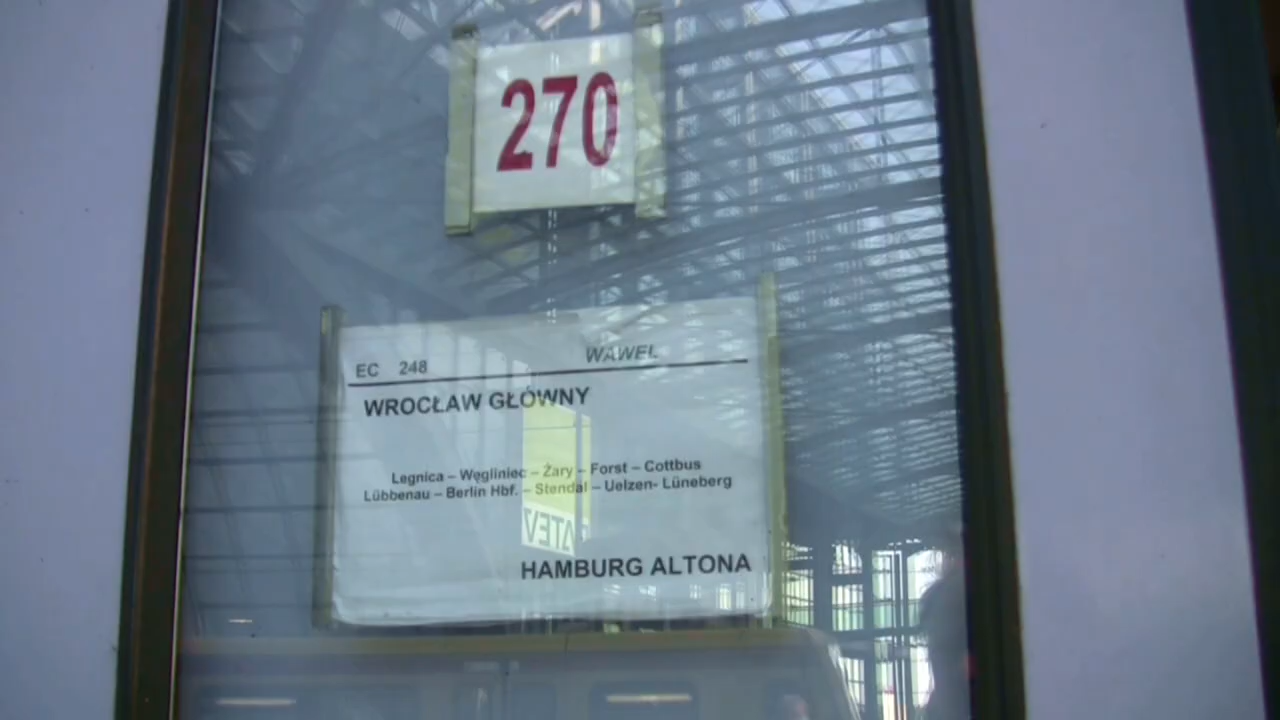 270
EC 248 WAWEL
WROCŁAW GŁÓWNY
Legnica – Węgliniec – Żary – Forst – Cottbus
Lübbenau – Berlin Hbf. – Stendal – Uelzen- Lüneberg
HAMBURG ALTONA